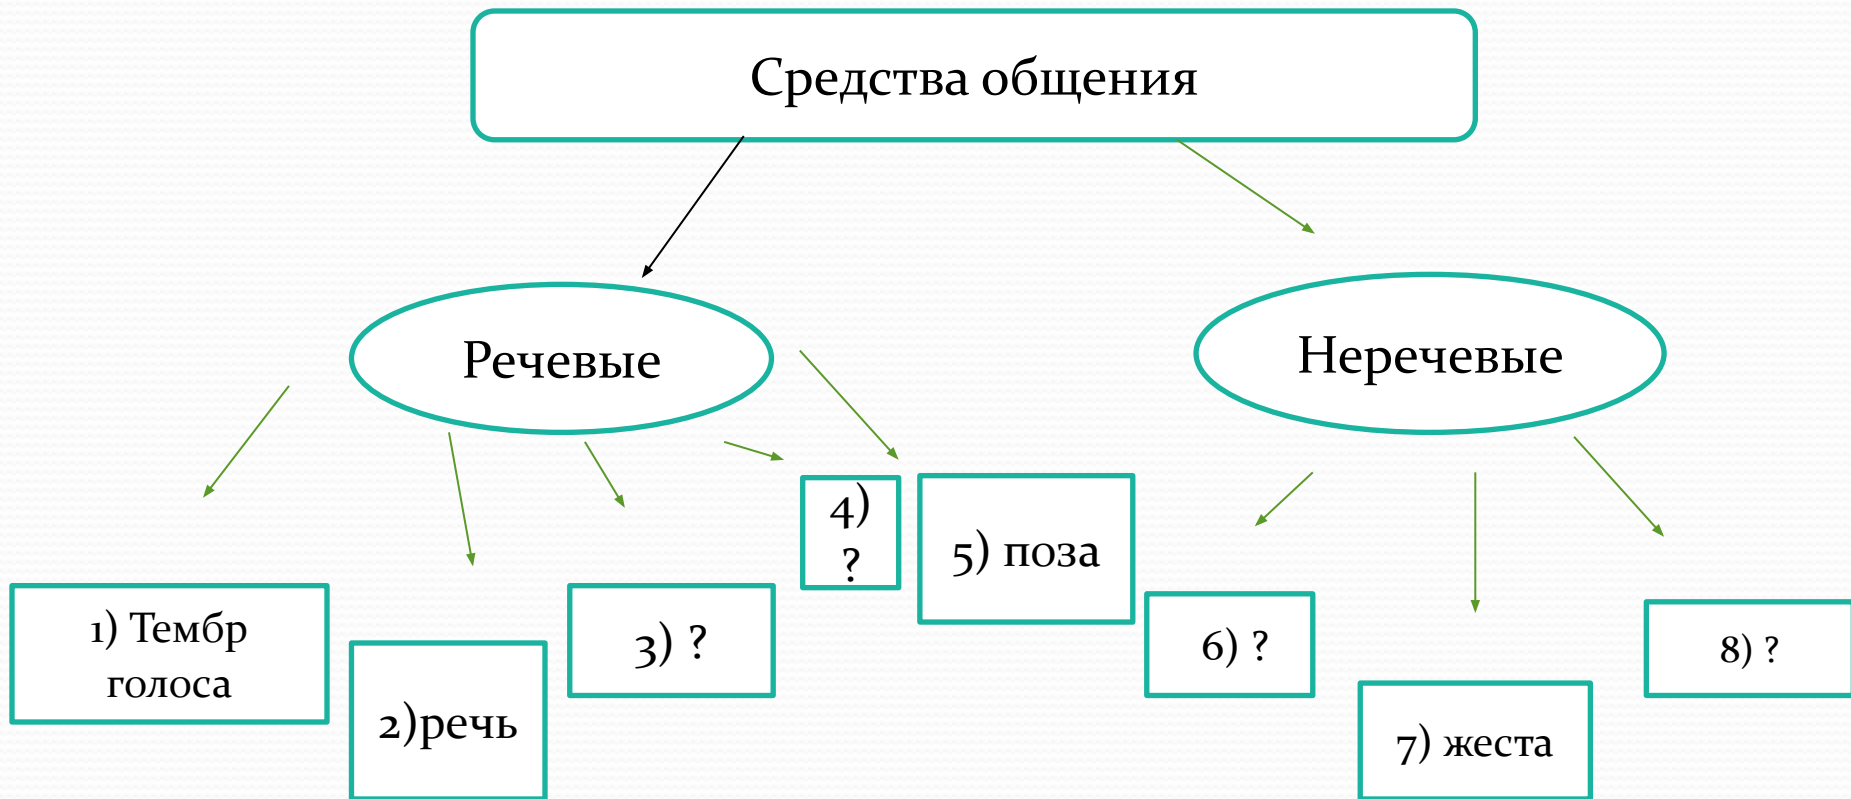 Средства общения
Речевые
Неречевые
1) Тембр
голоса
2)речь
3) ?
4)
?
5) поза
6) ?
7) жеста
8) ?